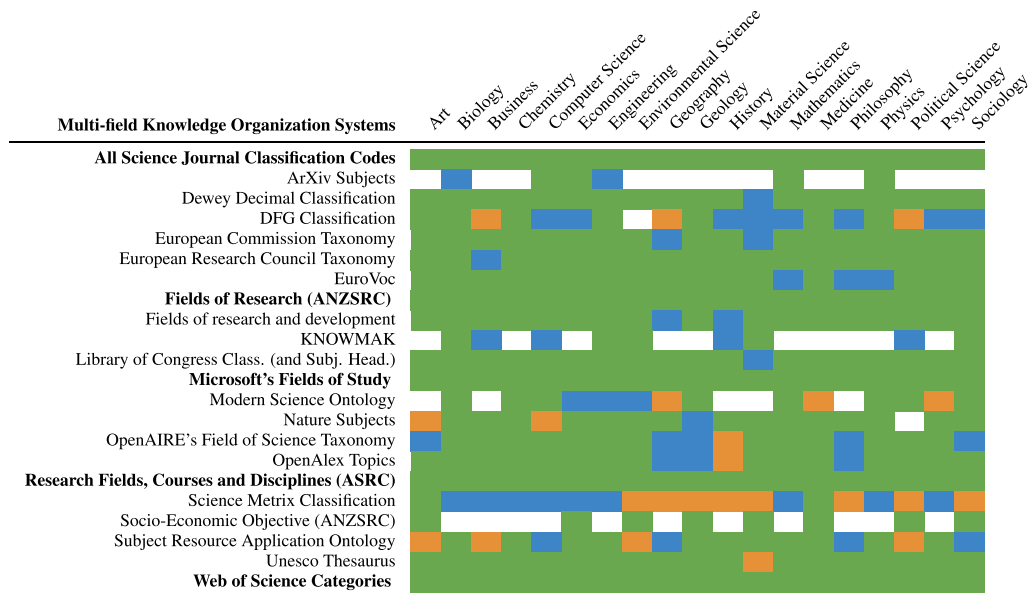 Art
Biology
Business
Chemistry
Computer Science
Economics
Engineering
Environmental Science
Geography
Geology
History
Material Science
Mathematics
Medicine
Philosophy
Physics
Political Science
Psychology
Sociology
Multi-field Knowledge Organization Systems
All Science Journal Classification Codes
ArXiv Subjects
Dewey Decimal Classification
DFG Classification
European Commission Taxonomy
European Research Council Taxonomy
EuroVoc
Fields of Research (ANZSRC)
Fields of research and development
KNOWMAK
Library of Congress Class. (and Subj. Head.)
Microsoft's Fields of Study
Modern Science Ontology
Nature Subjects
OpenAIRE's Field of Science Taxonomy
OpenAlex Topics
Research Fields, Courses and Disciplines (ASRC)
Science Metrix Classification
Socio-Economic Objective (ANZSRC)
Subject Resource Application Ontology
Unesco Thesaurus
Web of Science Categories